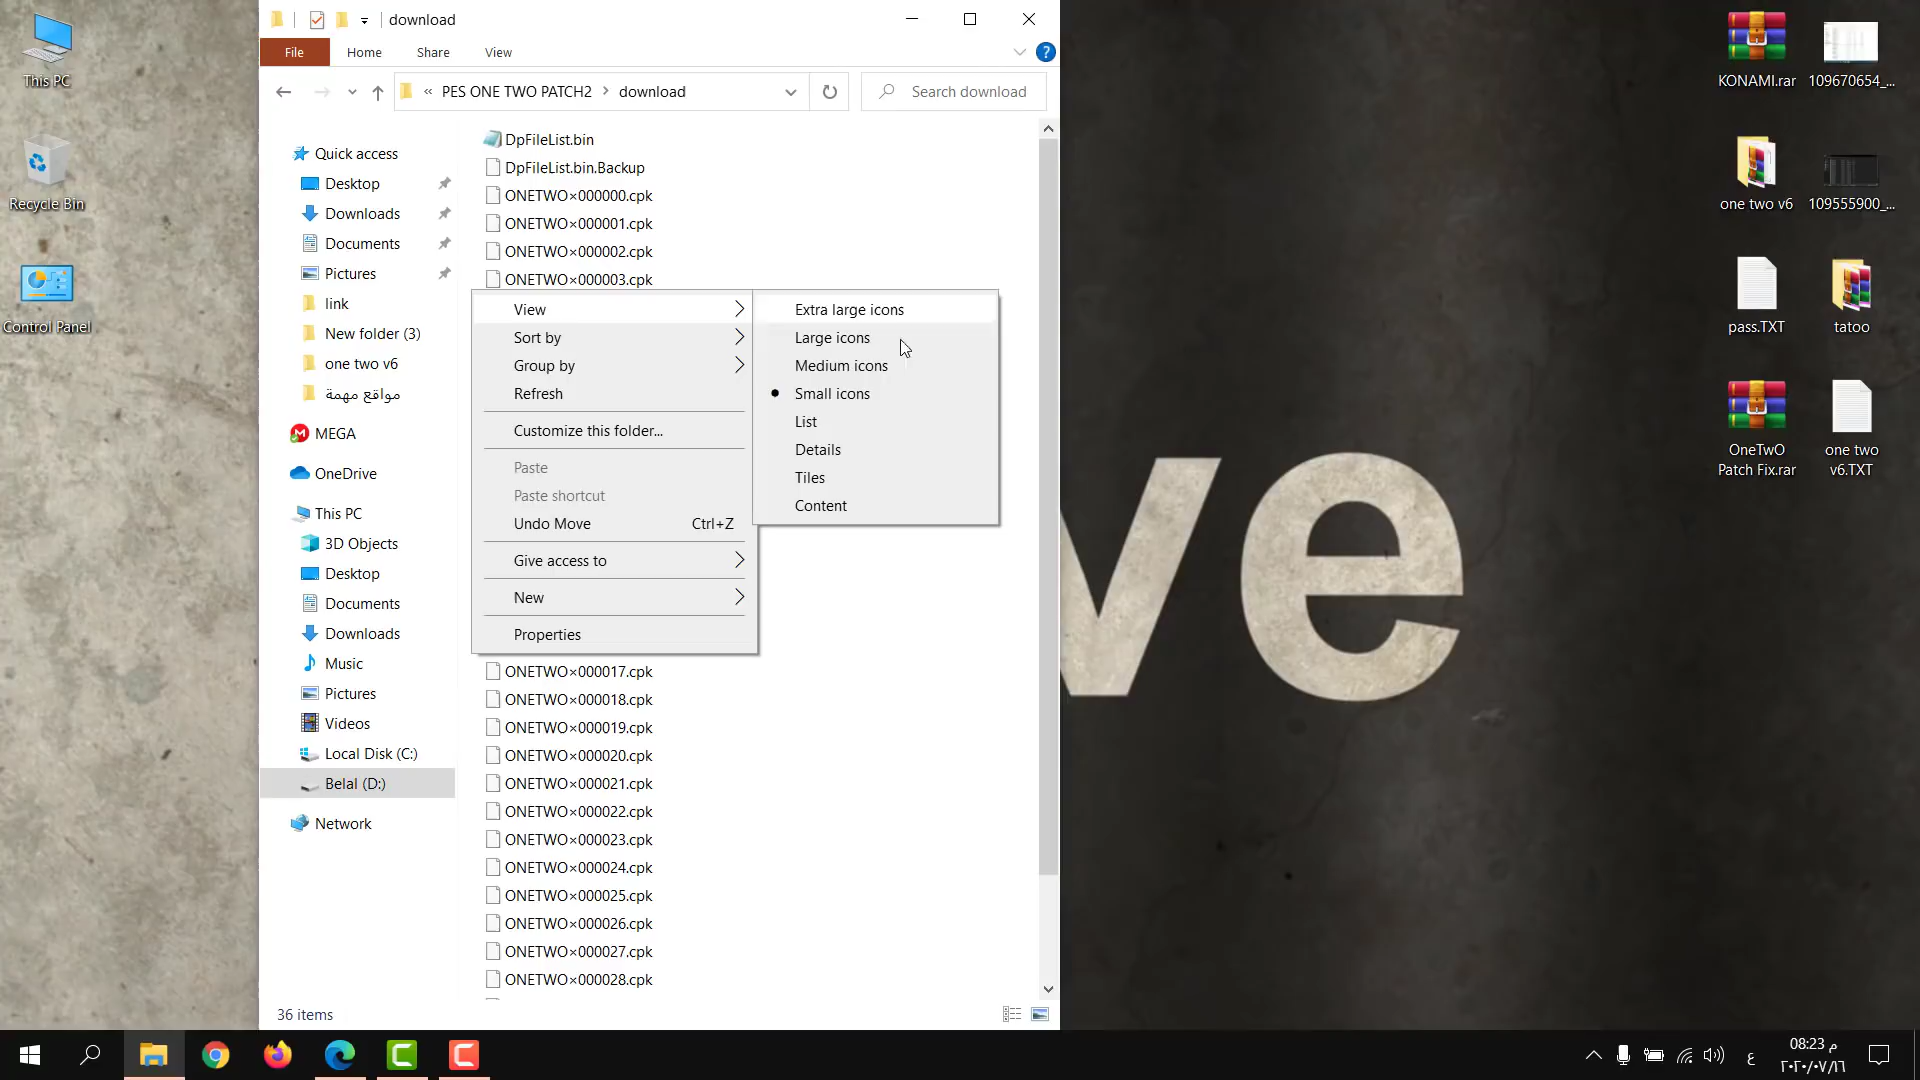 download
File
Home
Share
View
« PES ONE TWO PATCH2 > download
Search download
Quick access
Desktop
Downloads
Documents
Pictures
link
New folder (3)
one two v6
مواقع مهمة
MEGA
OneDrive
This PC
3D Objects
Desktop
Documents
Downloads
Music
Pictures
Videos
Local Disk (C:)
Belal (D:)
Network
DpFileList.bin
DpFileList.bin.Backup
ONETWO×000000.cpk
ONETWO×000001.cpk
ONETWO×000002.cpk
ONETWO×000003.cpk
View
Sort by
Group by
Refresh
Customize this folder...
Paste
Paste shortcut
Undo Move Ctrl+Z
Give access to
New
Properties
Extra large icons
Large icons
Medium icons
Small icons
List
Details
Tiles
Content
ONETWO×000017.cpk
ONETWO×000018.cpk
ONETWO×000019.cpk
ONETWO×000020.cpk
ONETWO×000021.cpk
ONETWO×000022.cpk
ONETWO×000023.cpk
ONETWO×000024.cpk
ONETWO×000025.cpk
ONETWO×000026.cpk
ONETWO×000027.cpk
ONETWO×000028.cpk
36 items
This PC
Recycle Bin
Control Panel
KONAMI.rar
109670654_...
one two v6
109555900_...
pass.TXT
tatoo
OneTwO
Patch Fix.rar
one two
v6.TXT
ve
ع
08:23 م
٢٠٢٠/٠٧/١٦